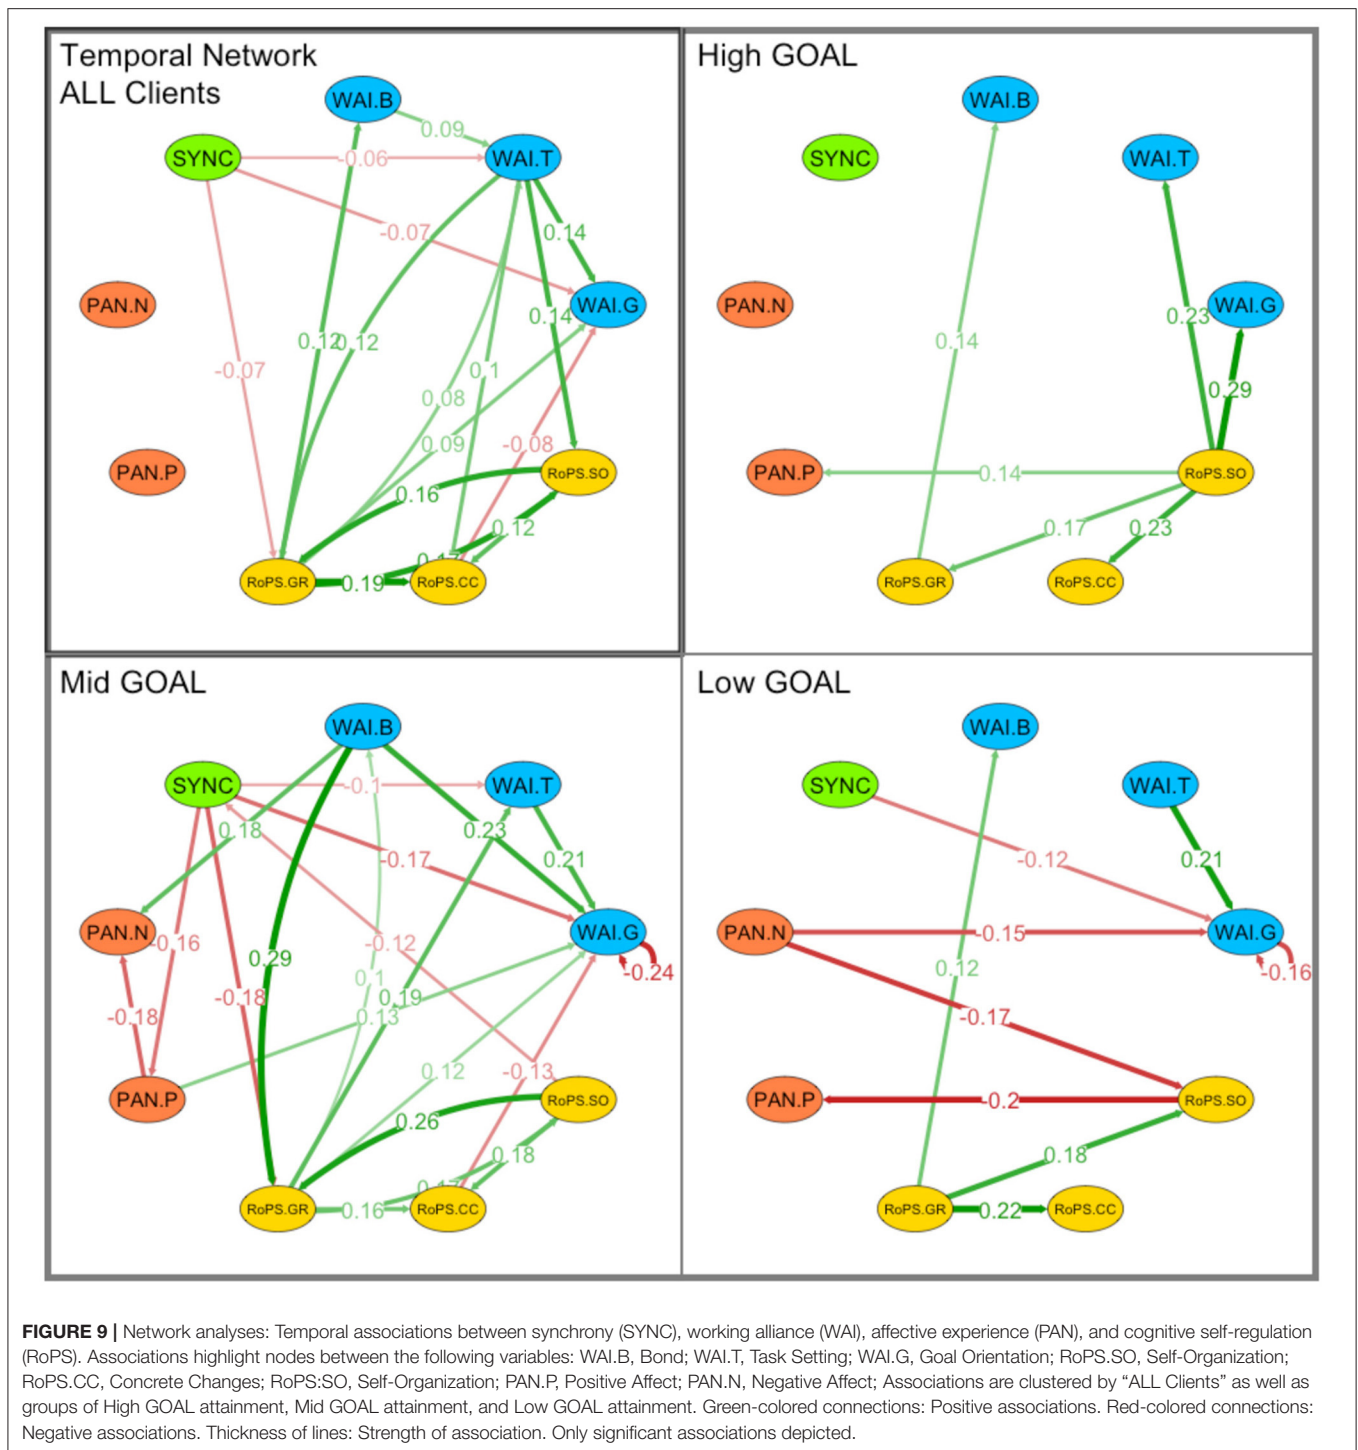 Temporal Network
ALL Clients
WAI.B
0.09
SYNC
-0.06
WAI.T
-0.07
0.14
PAN.N
WAI.G
0.14
0.12
0.12
-0.07
0.1
0.08
0.09
-0.08
PAN.P
RoPS.SO
0.16
0.12
RoPS.GR
0.19
RoPS.CC
High GOAL
WAI.B
SYNC
WAI.T
PAN.N
WAI.G
0.23
0.14
0.29
PAN.P
0.14
RoPS.SO
0.17
0.23
RoPS.GR
RoPS.CC
Mid GOAL
WAI.B
SYNC
-0.1
WAI.T
0.18
0.23
-0.17
0.21
PAN.N
WAI.G
-0.16
-0.12
0.29
-0.24
0.1
-0.18
0.19
-0.18
0.13
0.12
-0.13
PAN.P
RoPS.SO
0.26
0.18
RoPS.GR
0.16
RoPS.CC
Low GOAL
WAI.B
SYNC
WAI.T
-0.12
0.21
PAN.N
-0.15
WAI.G
0.12
-0.16
-0.17
PAN.P
-0.2
RoPS.SO
0.18
RoPS.GR
0.22
RoPS.CC
FIGURE 9 | Network analyses: Temporal associations between synchrony (SYNC), working alliance (WAI), affective experience (PAN), and cognitive self-regulation
(RoPS). Associations highlight nodes between the following variables: WAI.B, Bond; WAI.T, Task Setting; WAI.G, Goal Orientation; RoPS.SO, Self-Organization;
RoPS.CC, Concrete Changes; RoPS:SO, Self-Organization; PAN.P, Positive Affect; PAN.N, Negative Affect; Associations are clustered by “ALL Clients” as well as
groups of High GOAL attainment, Mid GOAL attainment, and Low GOAL attainment. Green-colored connections: Positive associations. Red-colored connections:
Negative associations. Thickness of lines: Strength of association. Only significant associations depicted.